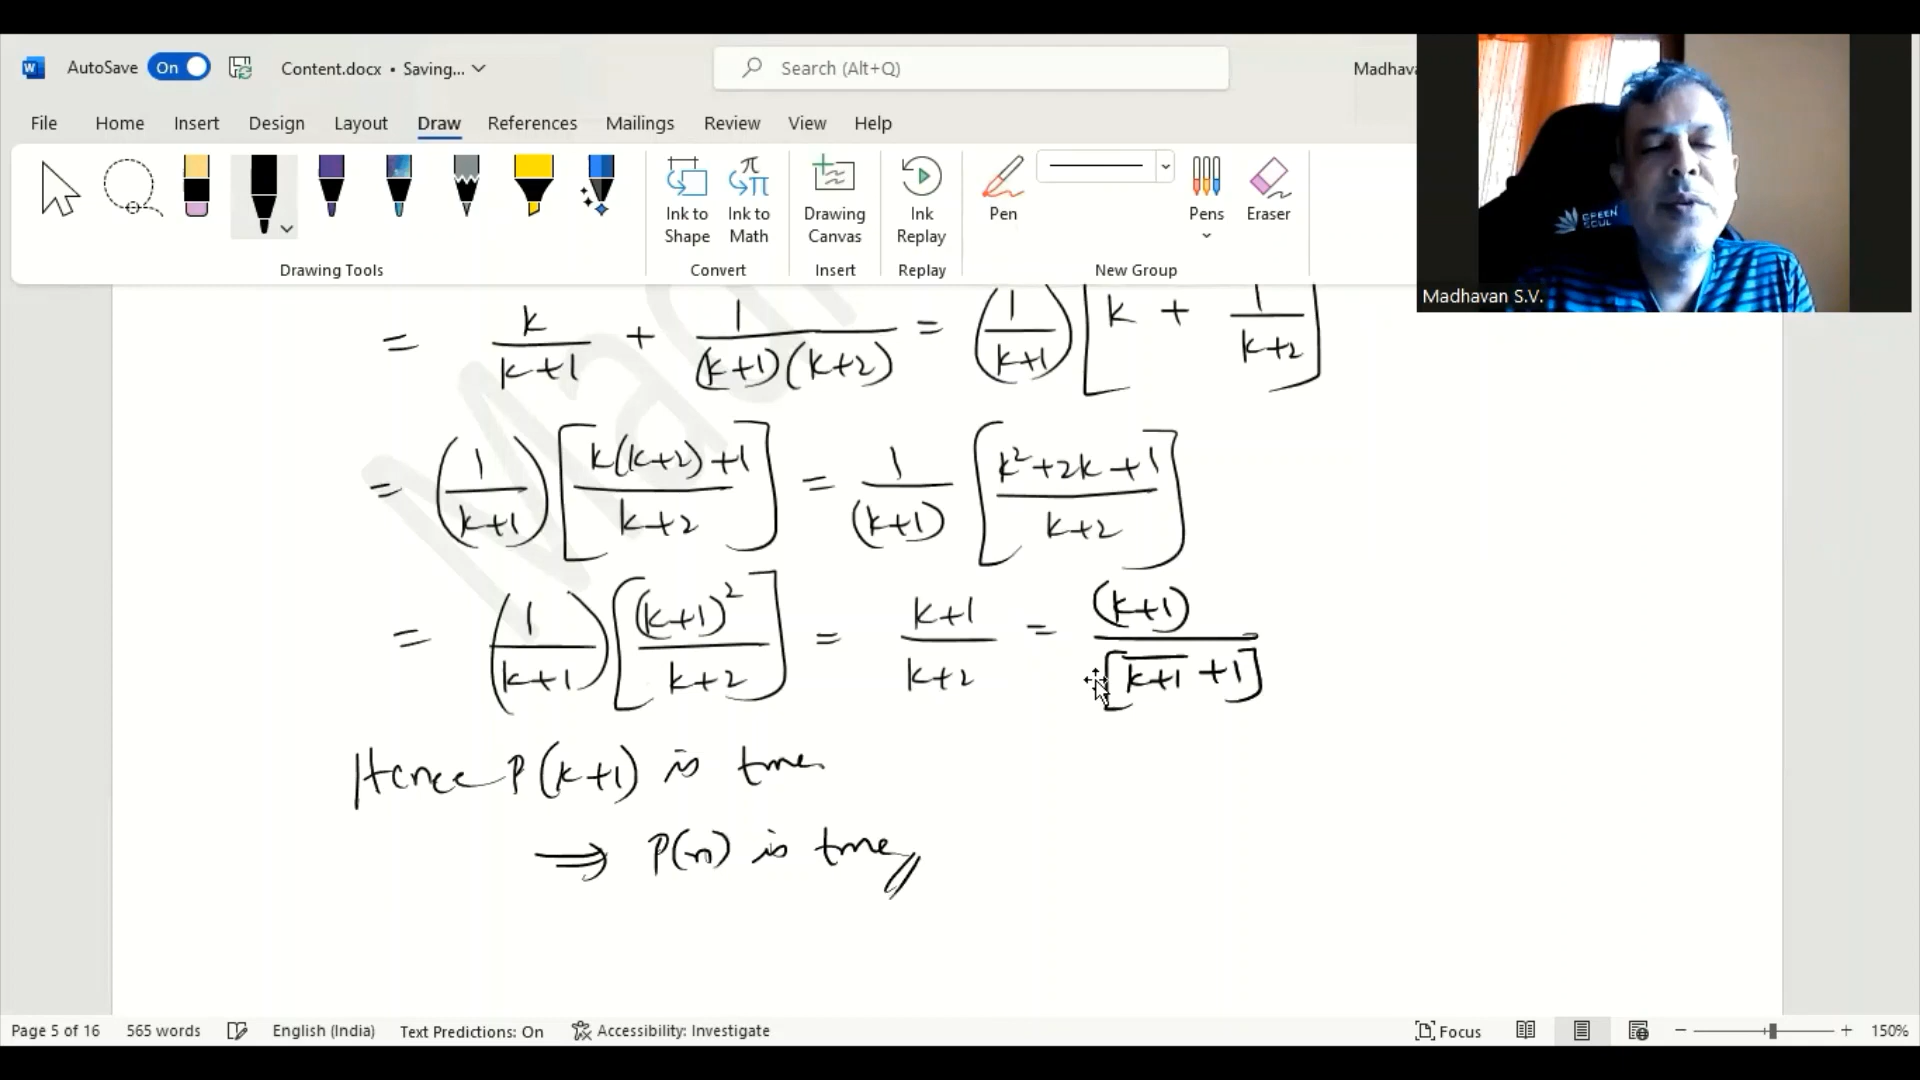 AutoSave On Content.docx • Saving... Search (Alt+Q) Madhava
File Home Insert Design Layout Draw References Mailings Review View Help
Ink to Shape
Ink to Math
Drawing Canvas
Ink Replay
Pen
Pens
Eraser
Drawing Tools Convert Insert Replay New Group
GREEN SOUL
Madhavan S.V.
= k/(k+1) + 1/((k+1)(k+2)) = (1/(k+1)) [k + 1/(k+2)]
= (1/(k+1)) [(k(k+2)+1)/(k+2)] = 1/(k+1) [(k²+2k+1)/(k+2)]
= (1/(k+1)) [(k+1)²/(k+2)] = (k+1)/(k+2) = (k+1)/[k+1 +1]
Hence P(k+1) is true.
⇒ P(n) is true
Page 5 of 16 565 words English (India) Text Predictions: On Accessibility: Investigate Focus 150%